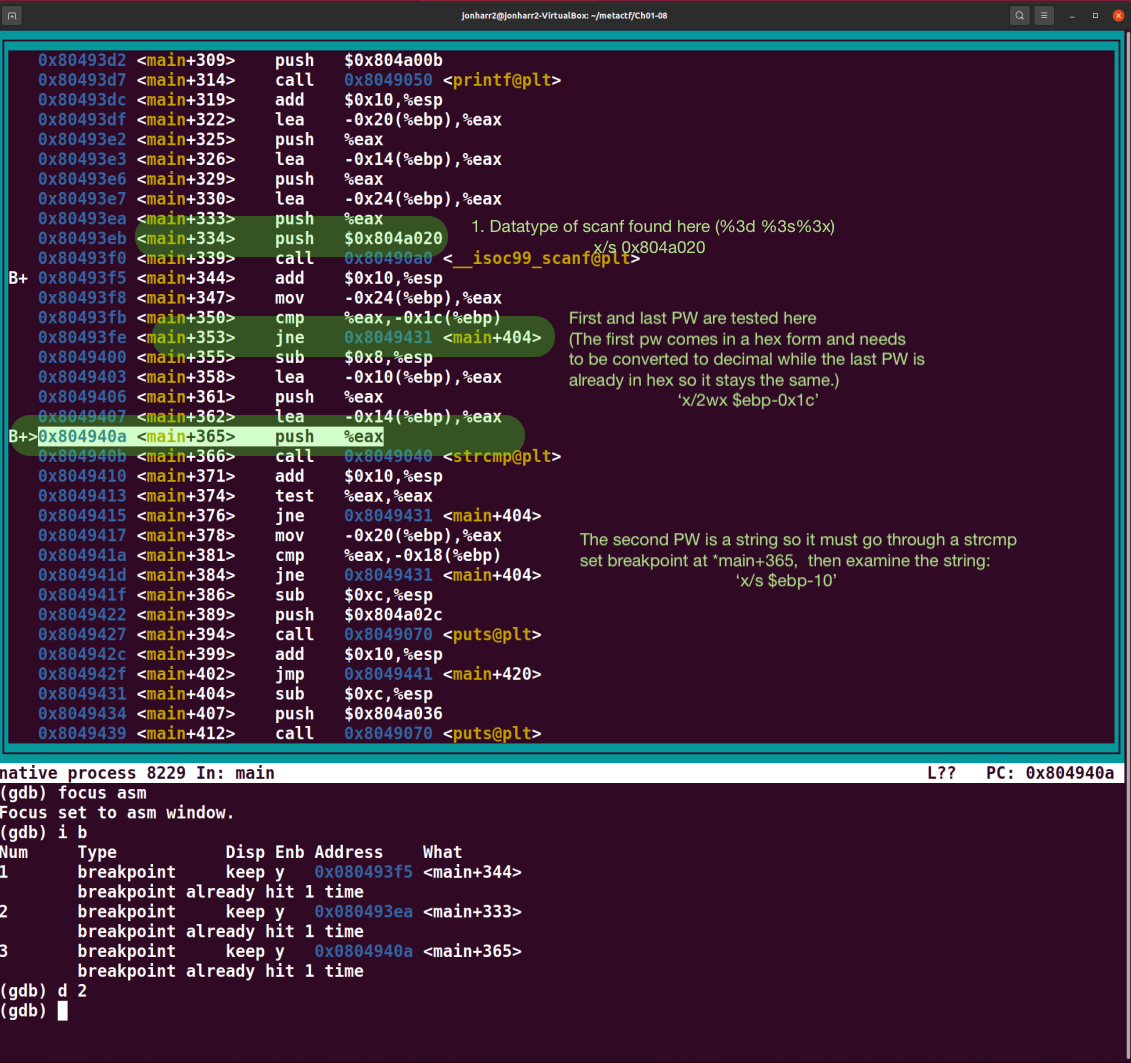 jonharr2@jonharr2-VirtualBox: ~/metactf/Ch01-08
0x80493d2 <main+309> push $0x804a00b
0x80493d7 <main+314> call 0x8049050 <printf@plt>
0x80493dc <main+319> add $0x10,%esp
0x80493df <main+322> lea -0x20(%ebp),%eax
0x80493e2 <main+325> push %eax
0x80493e3 <main+326> lea -0x14(%ebp),%eax
0x80493e6 <main+329> push %eax
0x80493e7 <main+330> lea -0x24(%ebp),%eax
0x80493ea <main+333> push %eax
0x80493eb <main+334> push $0x804a020
1. Datatype of scanf found here (%3d %3s%3x)
x/s 0x804a020
0x80493f0 <main+339> call 0x80490a0 <__isoc99_scanf@plt>
B+ 0x80493f5 <main+344> add $0x10,%esp
0x80493f8 <main+347> mov -0x24(%ebp),%eax
0x80493fb <main+350> cmp %eax,-0x1c(%ebp)
0x80493fe <main+353> jne 0x8049431 <main+404>
First and last PW are tested here
(The first pw comes in a hex form and needs
to be converted to decimal while the last PW is
already in hex so it stays the same.)
‘x/2wx $ebp-0x1c’
0x8049400 <main+355> sub $0x8,%esp
0x8049403 <main+358> lea -0x10(%ebp),%eax
0x8049406 <main+361> push %eax
0x8049407 <main+362> lea -0x14(%ebp),%eax
B+>0x804940a <main+365> push %eax
0x804940b <main+366> call 0x8049040 <strcmp@plt>
0x8049410 <main+371> add $0x10,%esp
0x8049413 <main+374> test %eax,%eax
0x8049415 <main+376> jne 0x8049431 <main+404>
0x8049417 <main+378> mov -0x20(%ebp),%eax
0x804941a <main+381> cmp %eax,-0x18(%ebp)
0x804941d <main+384> jne 0x8049431 <main+404>
The second PW is a string so it must go through a strcmp
set breakpoint at *main+365, then examine the string:
‘x/s $ebp-10’
0x804941f <main+386> sub $0xc,%esp
0x8049422 <main+389> push $0x804a02c
0x8049427 <main+394> call 0x8049070 <puts@plt>
0x804942c <main+399> add $0x10,%esp
0x804942f <main+402> jmp 0x8049441 <main+420>
0x8049431 <main+404> sub $0xc,%esp
0x8049434 <main+407> push $0x804a036
0x8049439 <main+412> call 0x8049070 <puts@plt>
native process 8229 In: main L?? PC: 0x804940a
(gdb) focus asm
Focus set to asm window.
(gdb) i b
Num Type Disp Enb Address What
1 breakpoint keep y 0x080493f5 <main+344>
breakpoint already hit 1 time
2 breakpoint keep y 0x080493ea <main+333>
breakpoint already hit 1 time
3 breakpoint keep y 0x0804940a <main+365>
breakpoint already hit 1 time
(gdb) d 2
(gdb)